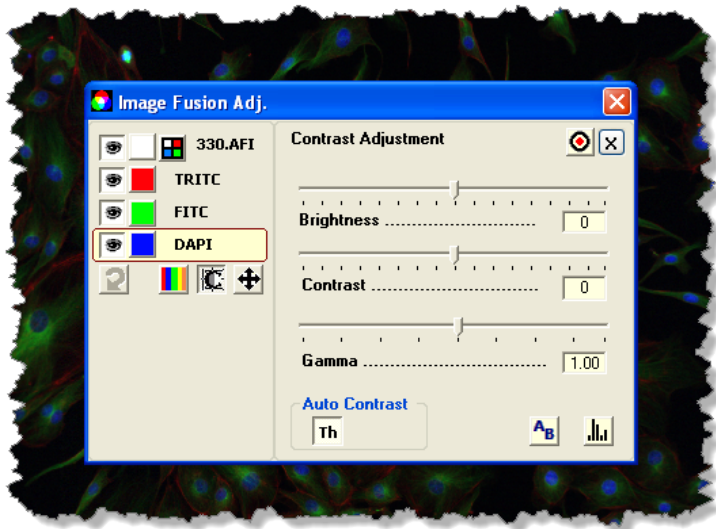 Image Fusion Adj.
330.AFI
TRITC
FITC
DAPI
Contrast Adjustment
Brightness ............................... 0
Contrast .................................. 0
Gamma .................................. 1.00
Auto Contrast
Th
AB